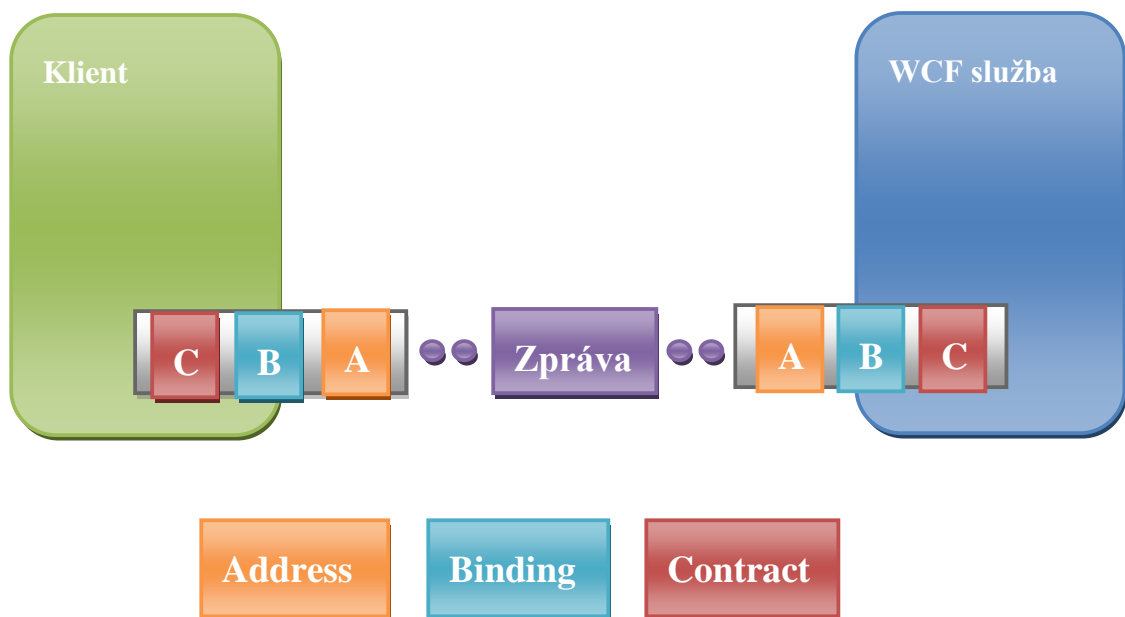 Klient
WCF služba
C B A Zpráva A B C
Address Binding Contract